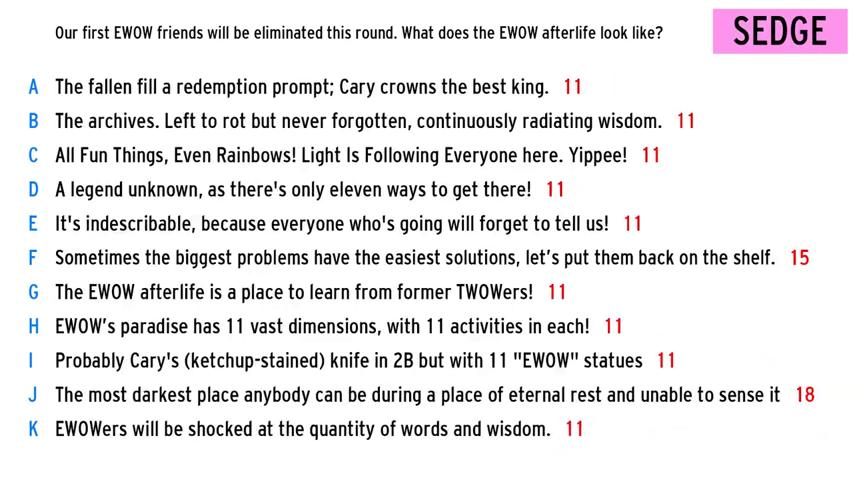 Our first EWOW friends will be eliminated this round. What does the EWOW afterlife look like?
SEDGE
A The fallen fill a redemption prompt; Cary crowns the best king. 11
B The archives. Left to rot but never forgotten, continuously radiating wisdom. 11
C All Fun Things, Even Rainbows! Light Is Following Everyone here. Yippee! 11
D A legend unknown, as there's only eleven ways to get there! 11
E It's indescribable, because everyone who's going will forget to tell us! 11
F Sometimes the biggest problems have the easiest solutions, let’s put them back on the shelf. 15
G The EWOW afterlife is a place to learn from former TWOWers! 11
H EWOW’s paradise has 11 vast dimensions, with 11 activities in each! 11
I Probably Cary's (ketchup-stained) knife in 2B but with 11 "EWOW" statues 11
J The most darkest place anybody can be during a place of eternal rest and unable to sense it 18
K EWOWers will be shocked at the quantity of words and wisdom. 11